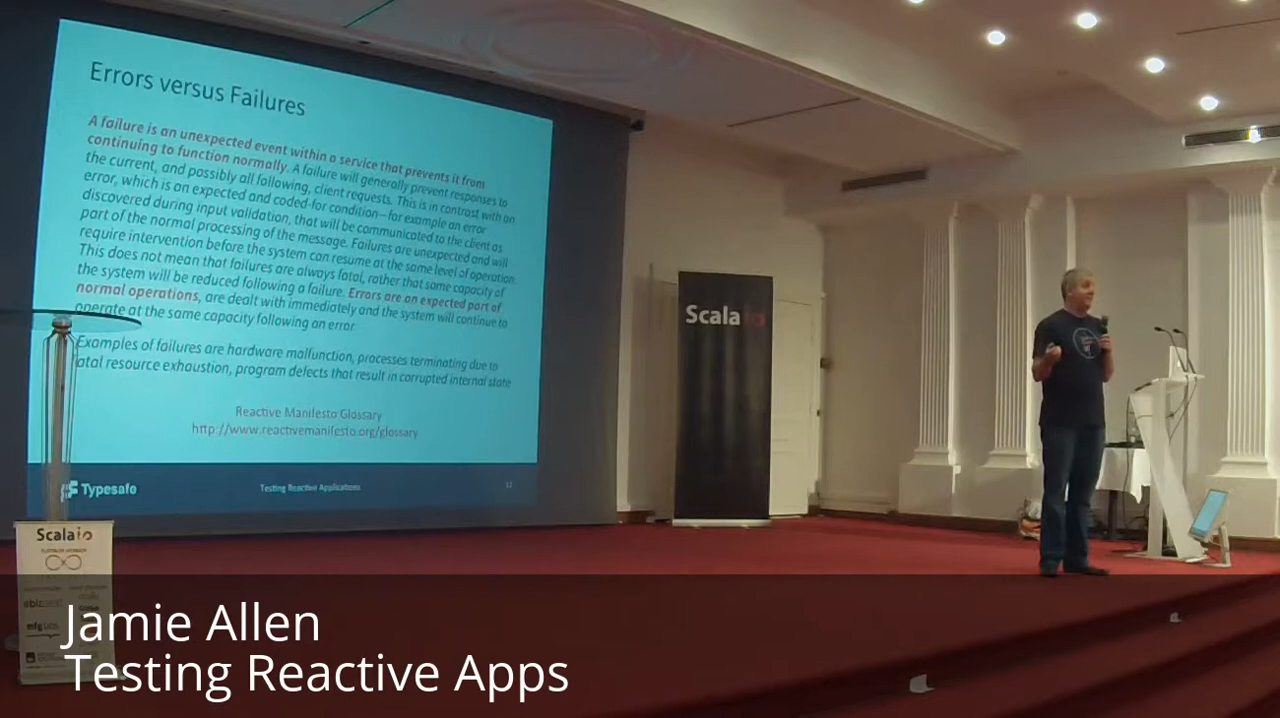 Errors versus Failures
A failure is an unexpected event within a service that prevents it from
continuing to function normally. A failure will generally prevent responses to
the current, and possibly all following, client requests. This is in contrast with an
error, which is an expected and coded-for condition—for example an error
discovered during input validation, that will be communicated to the client as
part of the normal processing of the message. Failures are unexpected and will
require intervention before the system can resume at the same level of operation.
This does not mean that failures are always fatal, rather that some capacity of
the system will be reduced following a failure. Errors are an expected part of
normal operations, are dealt with immediately and the system will continue to
operate at the same capacity following an error.
Examples of failures are hardware malfunction, processes terminating due to
atal resource exhaustion, program defects that result in corrupted internal state
Reactive Manifesto Glossary
http://www.reactivemanifesto.org/glossary
Typesafe
Testing Reactive Applications
Scala io
Scala io
Jamie Allen
Testing Reactive Apps